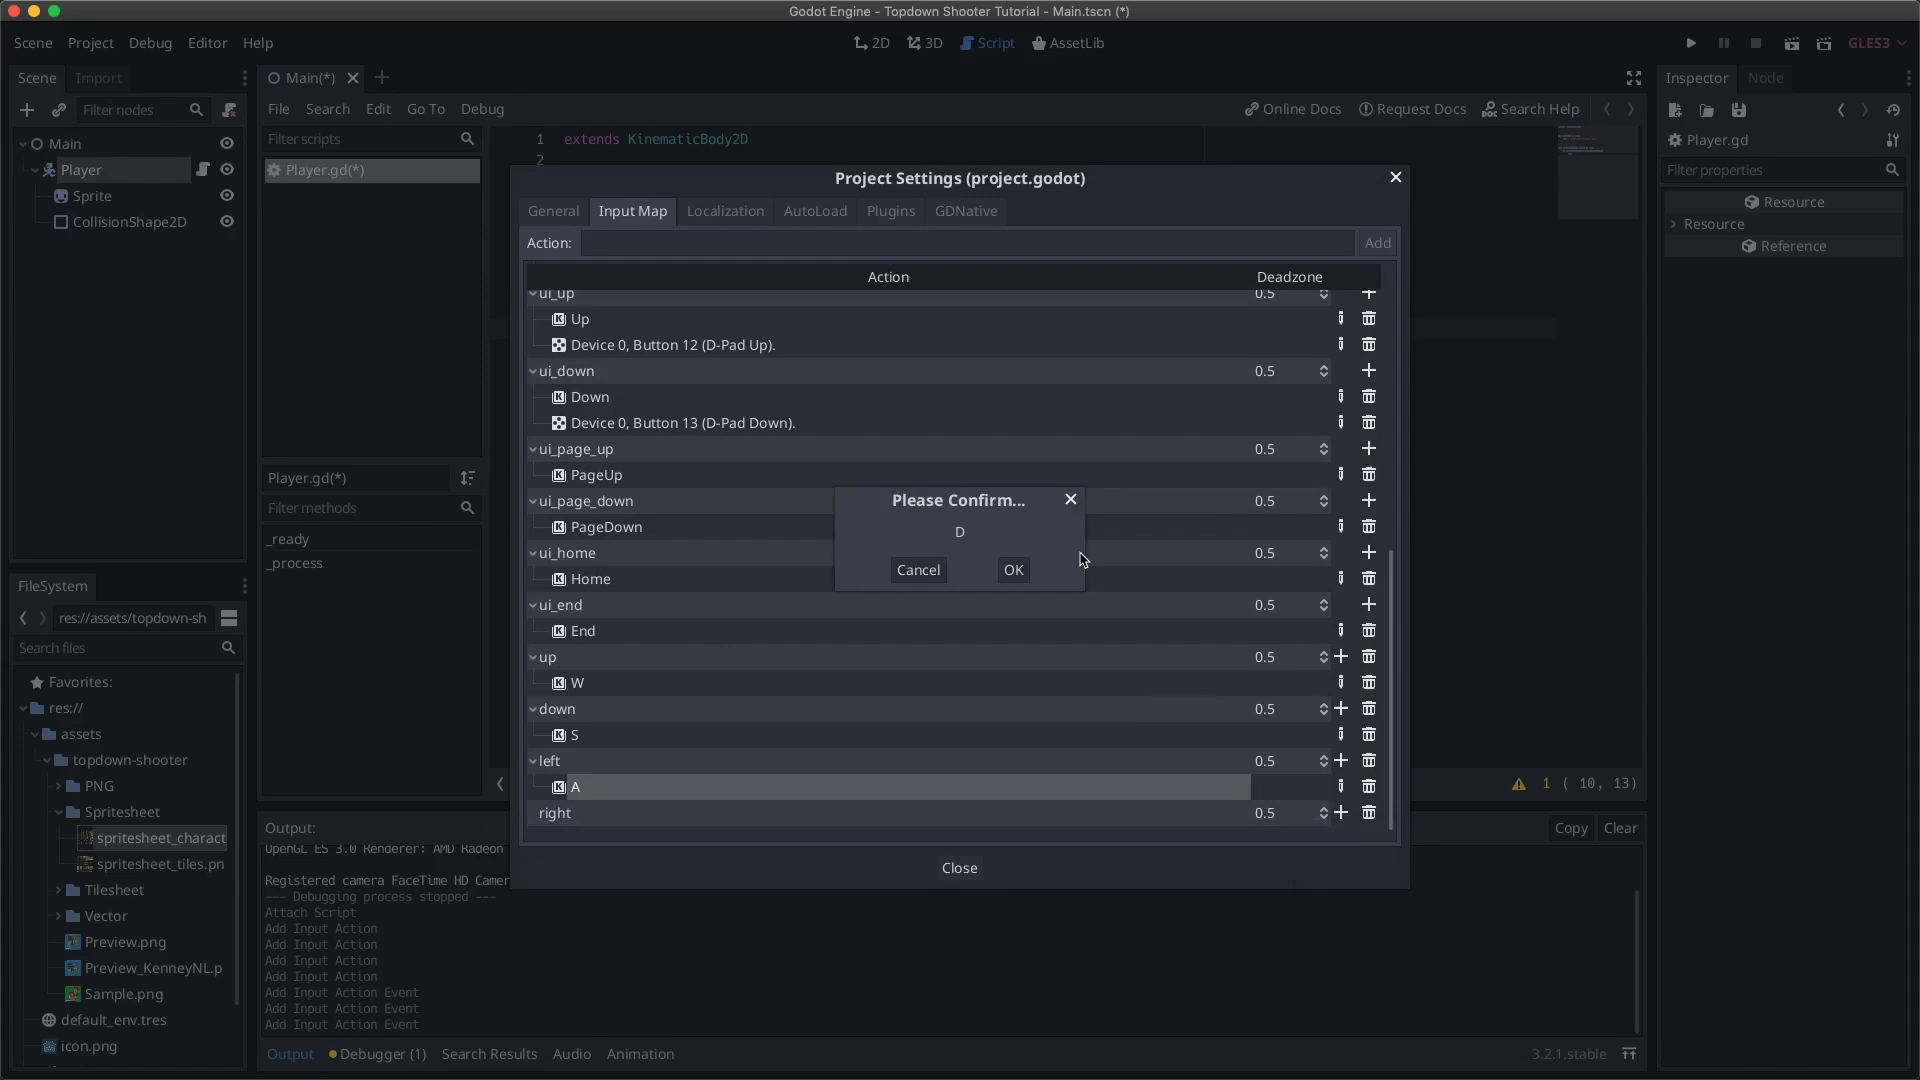 Godot Engine - Topdown Shooter Tutorial - Main.tscn (*)
Scene Project Debug Editor Help
2D 3D Script AssetLib
GLES3
Scene Import
Filter nodes
Main
Player
Sprite
CollisionShape2D
FileSystem
res://assets/topdown-sh
Search files
Favorites:
res://
assets
topdown-shooter
PNG
Spritesheet
spritesheet_charact
spritesheet_tiles.pn
Tilesheet
Vector
Preview.png
Preview_KenneyNL.p
Sample.png
default_env.tres
icon.png
Main(*)
File Search Edit Go To Debug
Online Docs Request Docs Search Help
Filter scripts
Player.gd(*)
Player.gd(*)
Filter methods
_ready
_process
1 extends KinematicBody2D
2
Project Settings (project.godot)
General Input Map Localization AutoLoad Plugins GDNative
Action: Add
Action Deadzone
ui_up 0.5
Up
Device 0, Button 12 (D-Pad Up).
ui_down 0.5
Down
Device 0, Button 13 (D-Pad Down).
ui_page_up 0.5
PageUp
ui_page_down 0.5
PageDown
ui_home 0.5
Home
ui_end 0.5
End
up 0.5
W
down 0.5
S
left 0.5
A
right 0.5
Close
Please Confirm...
D
Cancel OK
1 ( 10, 13)
Output: Copy Clear
OpenGL ES 3.0 Renderer: AMD Radeon
Registered camera FaceTime HD Camer
--- Debugging process stopped ---
Attach Script
Add Input Action
Add Input Action
Add Input Action
Add Input Action
Add Input Action Event
Add Input Action Event
Add Input Action Event
Output Debugger (1) Search Results Audio Animation
3.2.1.stable
Inspector Node
Player.gd
Filter properties
Resource
Resource
Reference